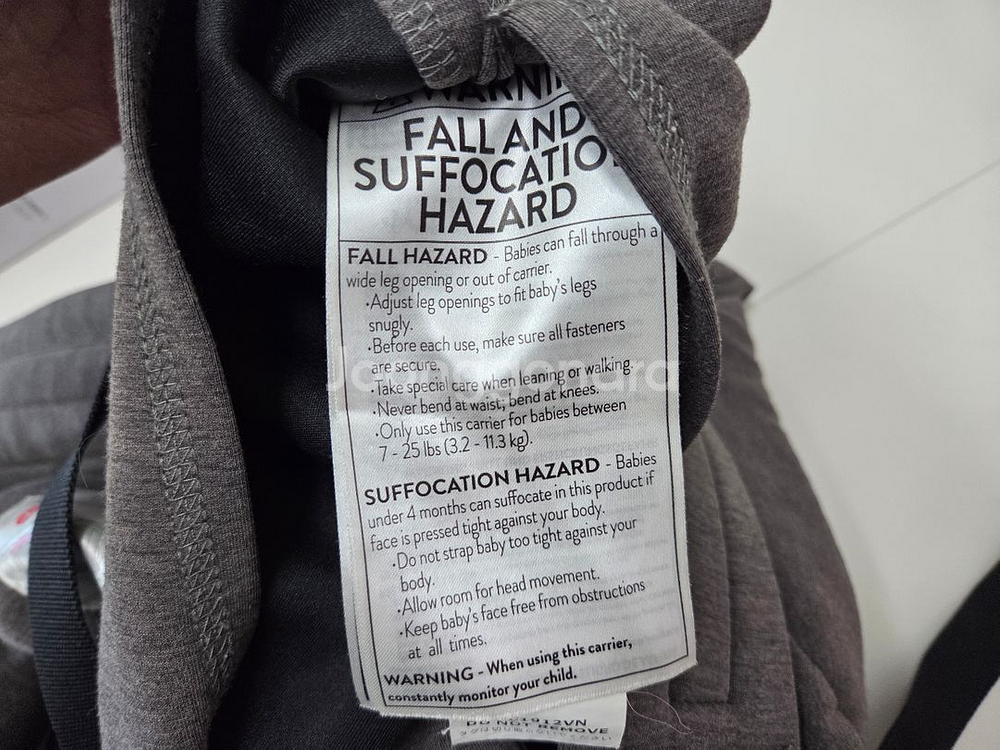 FALL AND
HAZARD
FALL HAZARD - Babies can fall through a
wide leg opening or out of carrier.
·Adjust leg openings to fit baby's legs
snugly.
·Before each use, make sure all fasteners
are secure.
·Take special care when leaning or walking.
·Never bend at waist; bend at knees.
·Only use this carrier for babies between
7 - 25 lbs (3.2 - 11.3 kg).
SUFFOCATION HAZARD - Babies
under 4 months can suffocate in this product if
face is pressed tight against your body.
·Do not strap baby too tight against your
body.
·Allow room for head movement.
·Keep baby's face free from obstructions
at all times.
WARNING - When using this carrier,
constantly monitor your child.
DO NOT REMOVE